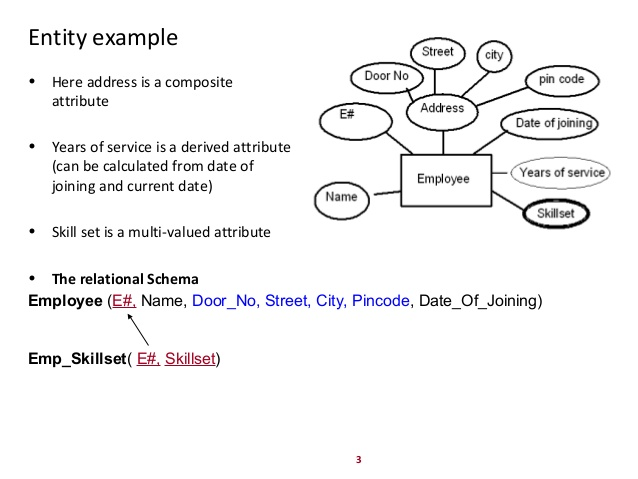 Entity example
• Here address is a composite
attribute
• Years of service is a derived attribute
(can be calculated from date of
joining and current date)
• Skill set is a multi-valued attribute
• The relational Schema
Employee (E#, Name, Door_No, Street, City, Pincode, Date_Of_Joining)
Emp_Skillset( E#, Skillset)
Street
city
Door No
pin code
Address
E#
Date of joining
Employee
Years of service
Name
Skillset
3